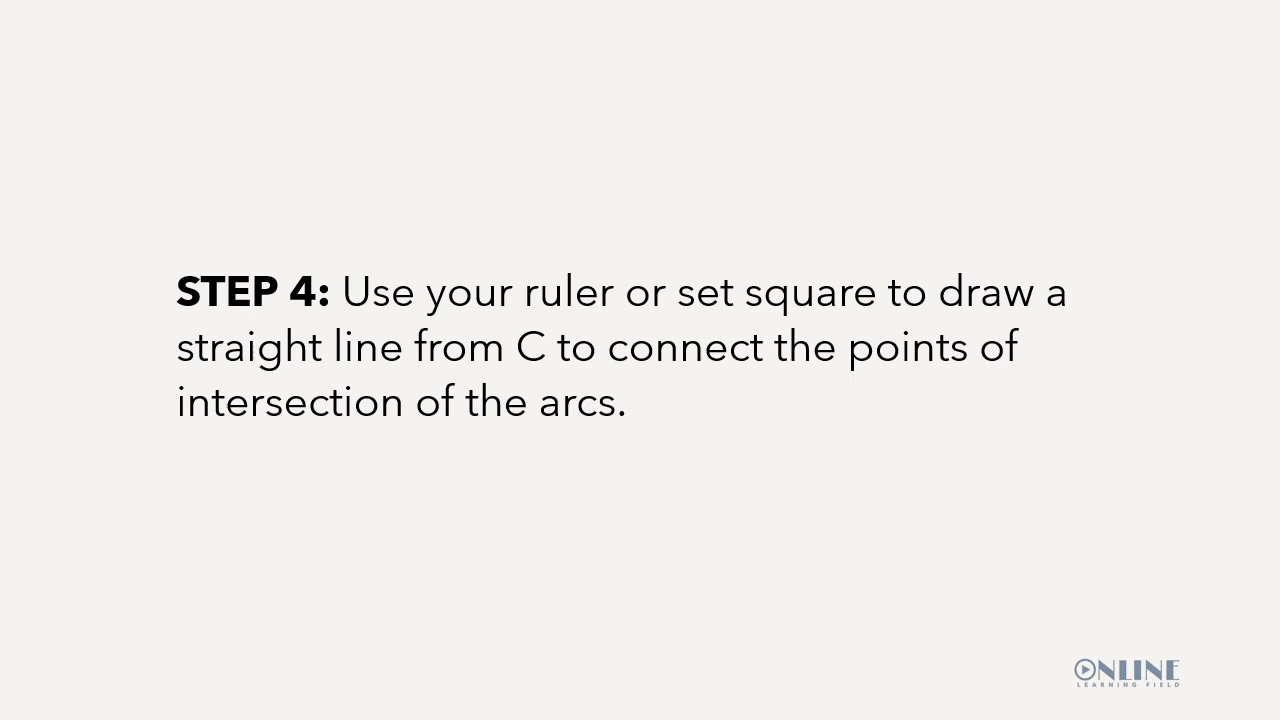 STEP 4: Use your ruler or set square to draw a
straight line from C to connect the points of
intersection of the arcs.
ONLINE
LEARNING FIELD